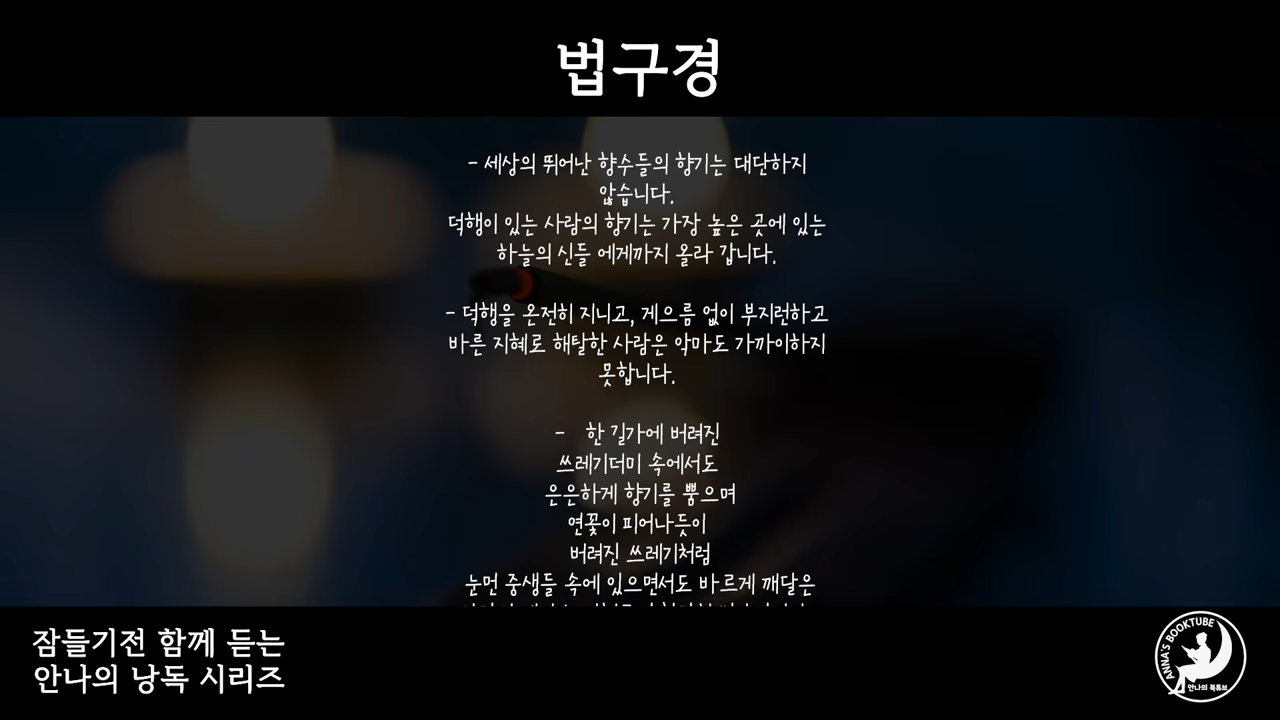 법구경
- 세상의 뛰어난 향수들의 향기는 대단하지
않습니다.
덕행이 있는 사람의 향기는 가장 높은 곳에 있는
하늘의 신들 에게까지 올라 갑니다.
- 덕행을 온전히 지니고, 게으름 없이 부지런하고
바른 지혜로 해탈한 사람은 악마도 가까이하지
못합니다.
- 한 길가에 버려진
쓰레기더미 속에서도
은은하게 향기를 뿜으며
연꽃이 피어나듯이
버려진 쓰레기처럼
눈먼 중생들 속에 있으면서도 바르게 깨달은
잠들기전 함께 듣는
안나의 낭독 시리즈
ANNA'S BOOKTUBE
안나의 북튜브